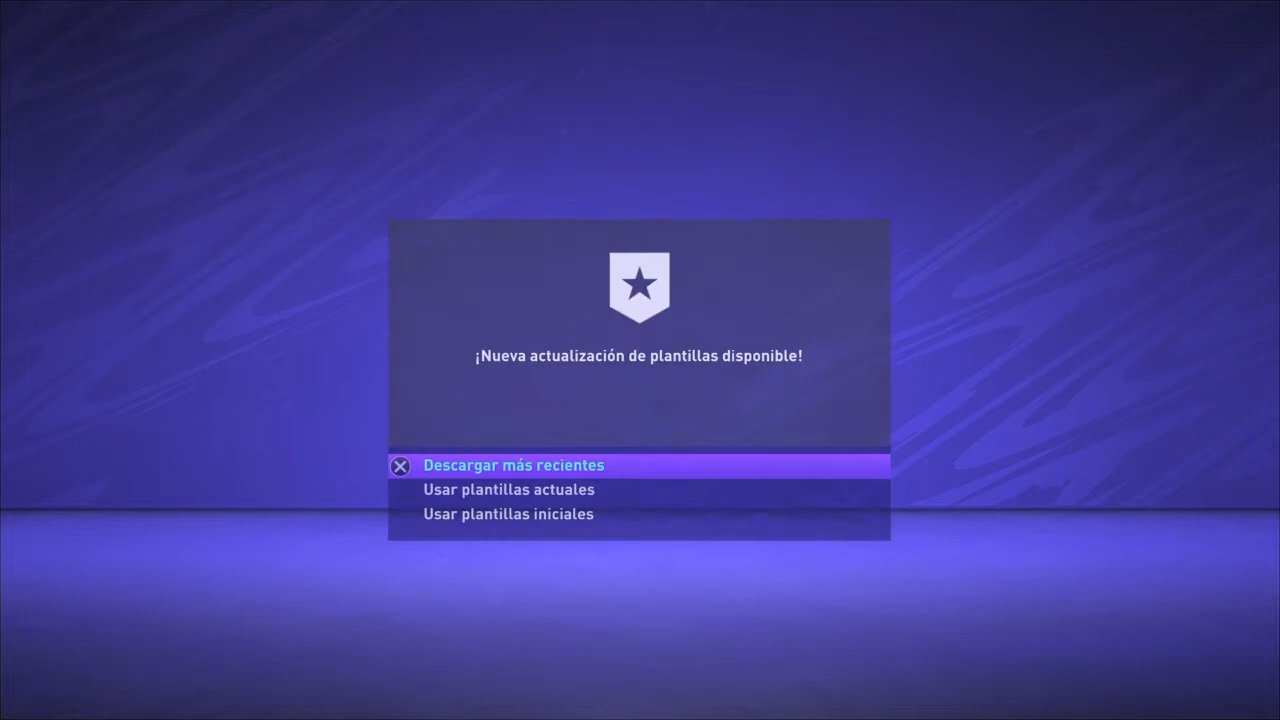 ¡Nueva actualización de plantillas disponible!
Descargar más recientes
Usar plantillas actuales
Usar plantillas iniciales